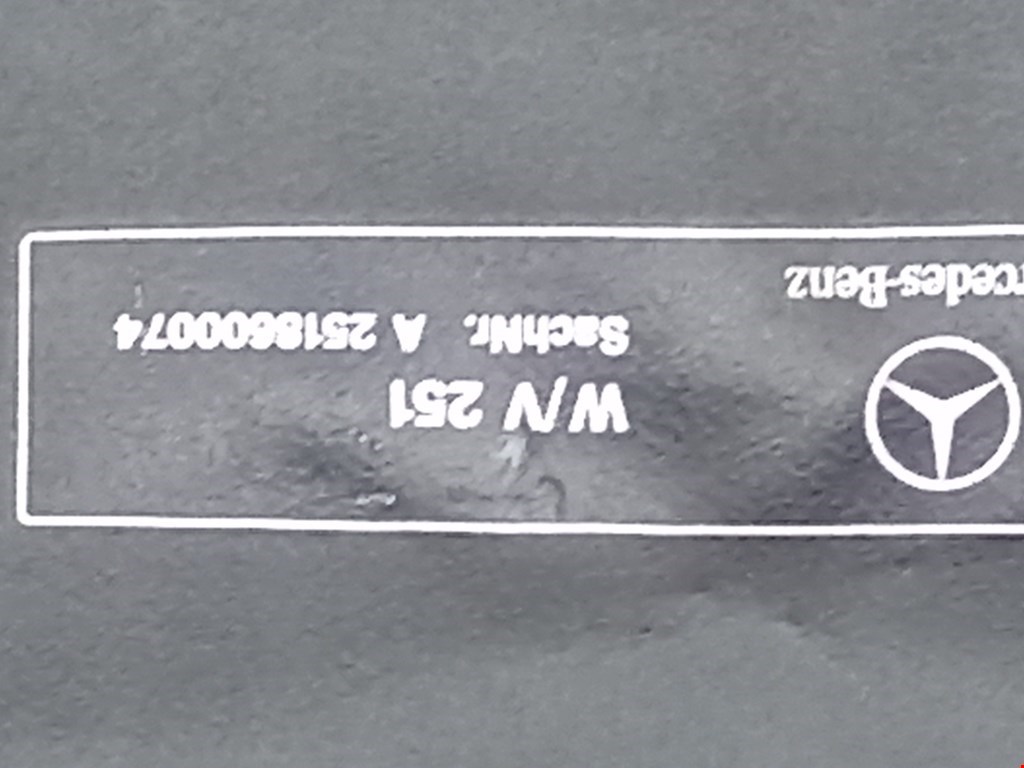 W/V 251
SachNr. A 2518600074
rcedes-Benz